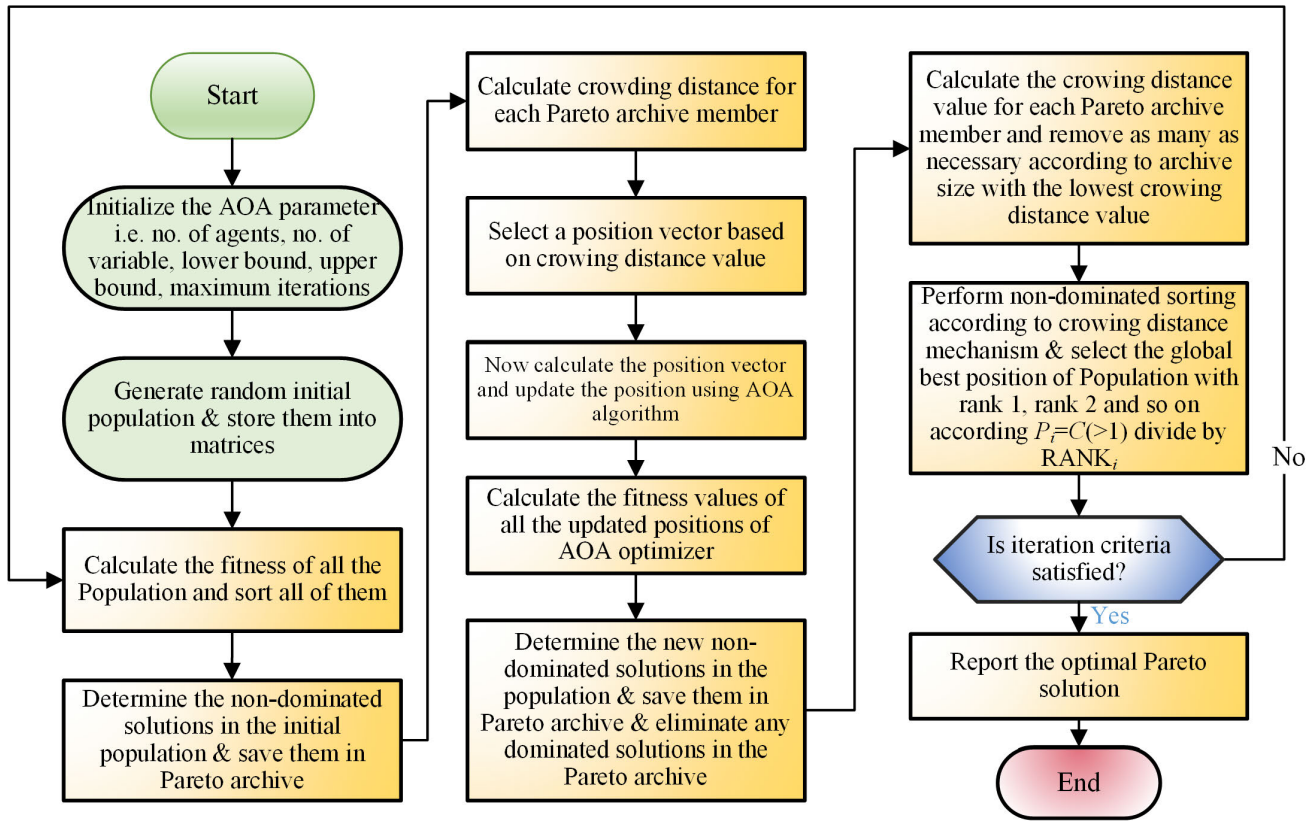 Start
Initialize the AOA parameter
i.e. no. of agents, no. of
variable, lower bound, upper
bound, maximum iterations
Generate random initial
population & store them into
matrices
Calculate the fitness of all the
Population and sort all of them
Determine the non-dominated
solutions in the initial
population & save them in
Pareto archive
Calculate crowding distance for
each Pareto archive member
Select a position vector based
on crowing distance value
Now calculate the position vector
and update the position using AOA
algorithm
Calculate the fitness values of
all the updated positions of
AOA optimizer
Determine the new non-
dominated solutions in the
population & save them in
Pareto archive & eliminate any
dominated solutions in the
Pareto archive
Calculate the crowing distance
value for each Pareto archive
member and remove as many as
necessary according to archive
size with the lowest crowing
distance value
Perform non-dominated sorting
according to crowing distance
mechanism & select the global
best position of Population with
rank 1, rank 2 and so on
according P_i=C(>1) divide by
RANK_i
No
Is iteration criteria
satisfied?
Yes
Report the optimal Pareto
solution
End